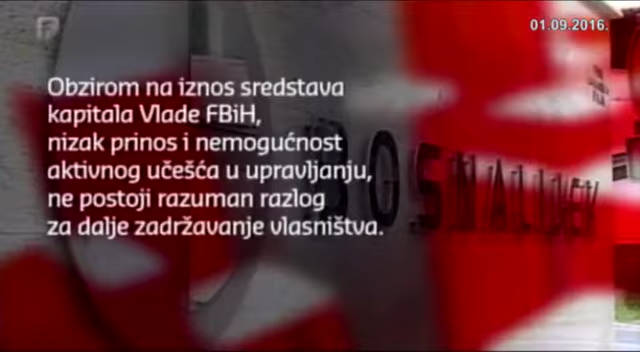 01.09.2016.
Obzirom na iznos sredstava
kapitala Vlade FBiH,
nizak prinos i nemogućnost
aktivnog učešća u upravljanju,
ne postoji razuman razlog
za dalje zadržavanje vlasništva.
BOSNALIJEK